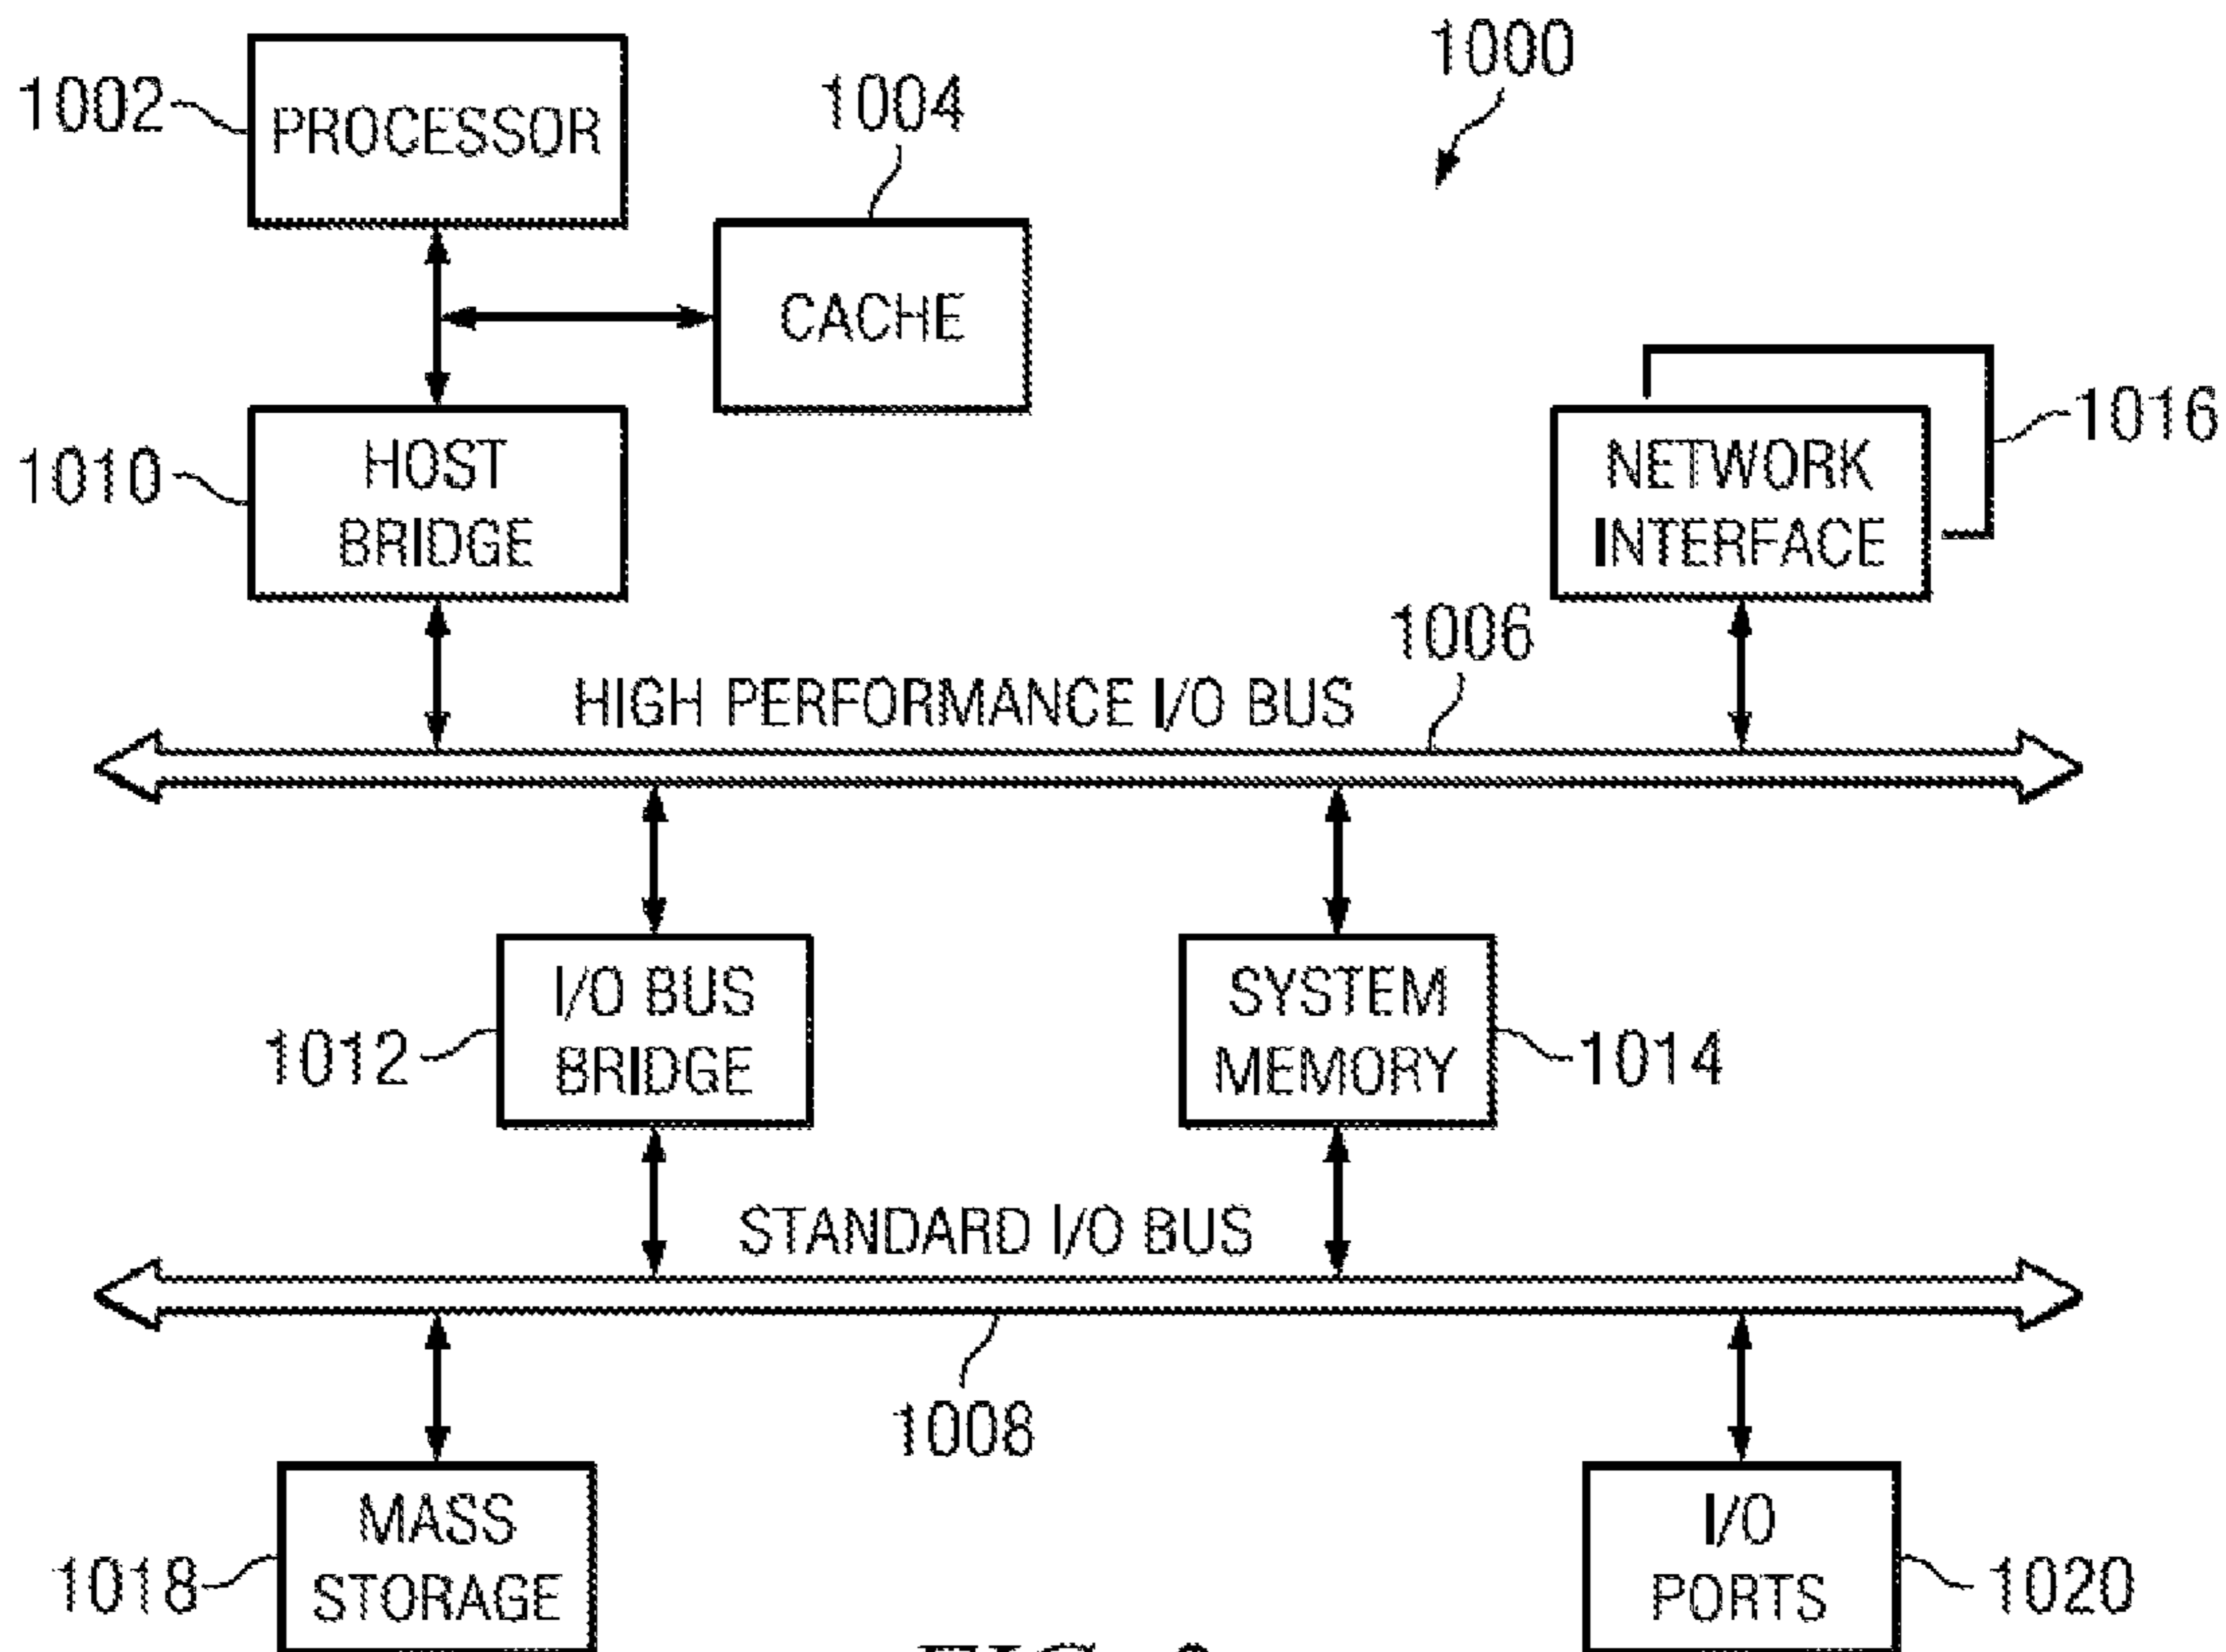 1000
1002
PROCESSOR
1004
CACHE
1010
HOST
BRIDGE
1016
NETWORK
INTERFACE
1006
HIGH PERFORMANCE I/O BUS
1012
I/O BUS
BRIDGE
SYSTEM
MEMORY
1014
STANDARD I/O BUS
1008
1018
MASS
STORAGE
I/O
PORTS
1020